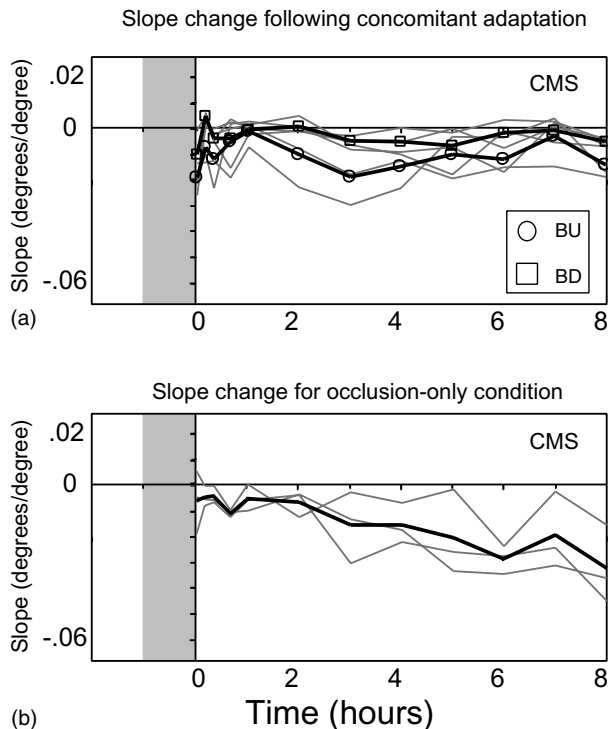 Slope change following concomitant adaptation
.02
CMS
0
Slope (degrees/degree)
BU
BD
-.06
(a)
0 2 4 6 8
Slope change for occlusion-only condition
.02
CMS
0
Slope (degrees/degree)
-.06
0 2 4 6 8
(b)
Time (hours)